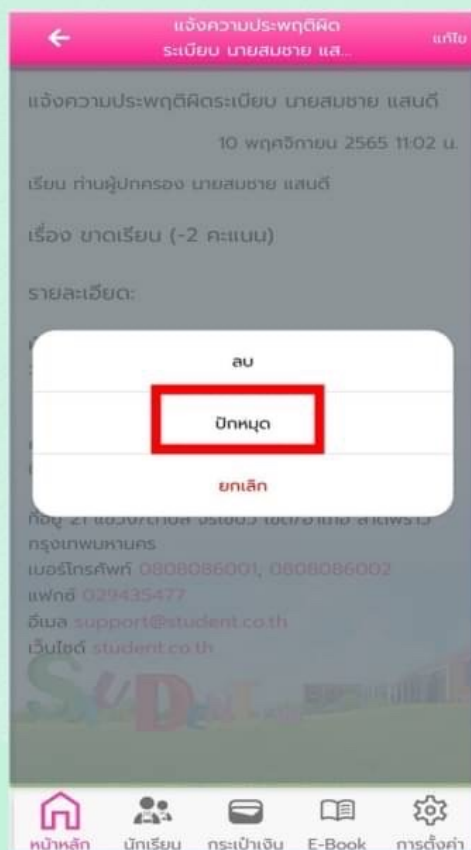 แจ้งความประพฤติผิด
ระเบียบ นายสมชาย แส...
แก้ไข
แจ้งความประพฤติผิดระเบียบ นายสมชาย แสนดี
10 พฤศจิกายน 2565 11:02 น.
เรียน ท่านผู้ปกครอง นายสมชาย แสนดี
เรื่อง ขาดเรียน (-2 คะแนน)
รายละเอียด:
ลบ
ปักหมุด
ยกเลิก
ที่อยู่ 21 แขวง/ตำบล จรเข้บัว เขต/อำเภอ ลาดพร้าว
กรุงเทพมหานคร
เบอร์โทรศัพท์ 0808086001, 0808086002
แฟกซ์ 029435477
อีเมล support@student.co.th
เว็บไซต์ student.co.th
หน้าหลัก
นักเรียน
กระเป๋าเงิน
E-Book
การตั้งค่า